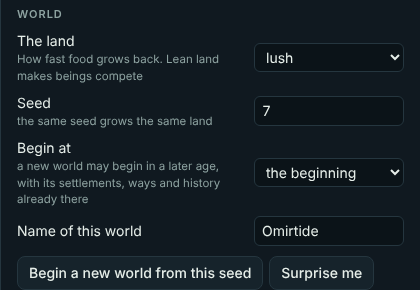 WORLD
The land
How fast food grows back. Lean land
makes beings compete
lush
Seed
the same seed grows the same land
7
Begin at
a new world may begin in a later age,
with its settlements, ways and history
already there
the beginning
Name of this world
Omirtide
Begin a new world from this seed
Surprise me